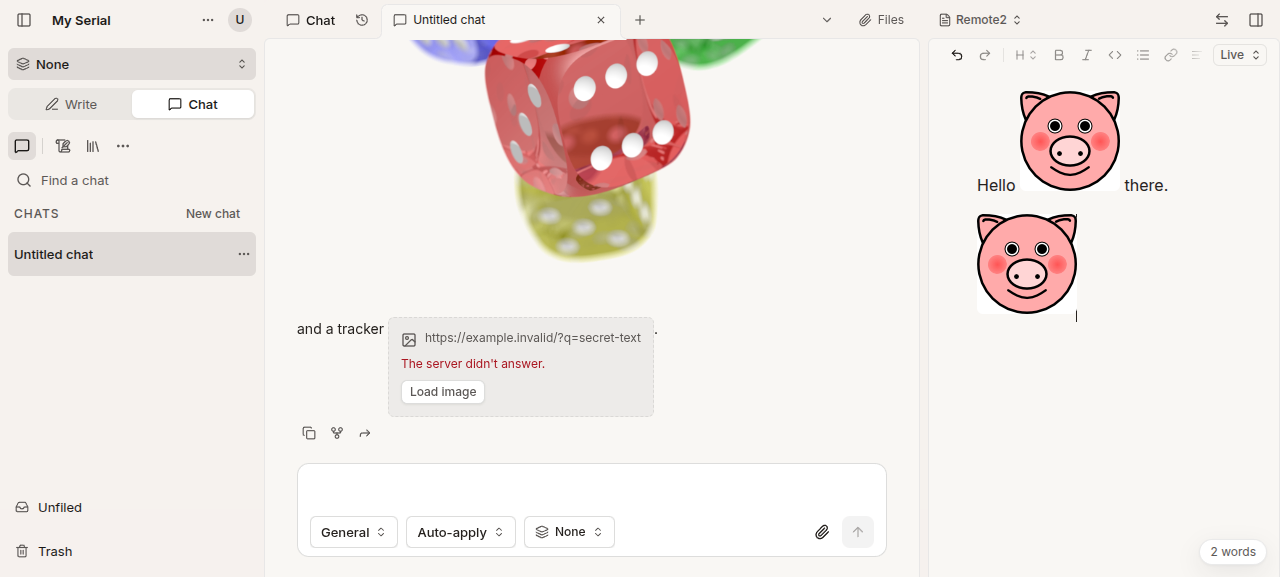 My Serial
U
None
Write
Chat
Find a chat
CHATS
New chat
Untitled chat
Unfiled
Trash
Chat
Untitled chat
Files
Remote2
and a tracker
https://example.invalid/?q=secret-text
The server didn't answer.
Load image
.
General
Auto-apply
None
H
B
I
Live
Hello there.
2 words